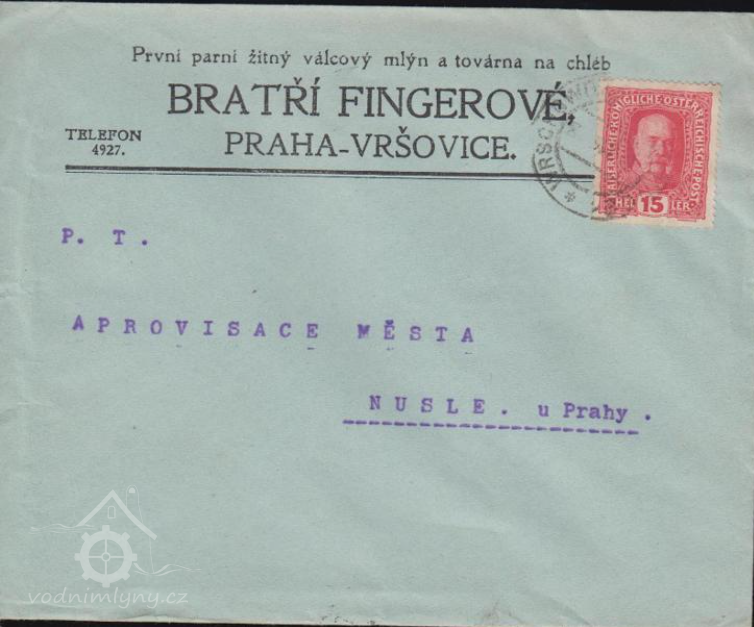 První parní žitný válcový mlýn a továrna na chléb
BRATŘÍ FINGEROVÉ,
TELEFON
4927.
PRAHA-VRŠOVICE.
KAISERLICHE KÖNIGLICHE ÖSTERREICHISCHE POST
15
HELLER
WRSCHOWITZ
P. T.
APROVISACE MĚSTA
NUSLE. u Prahy.
vodnimlyny.cz